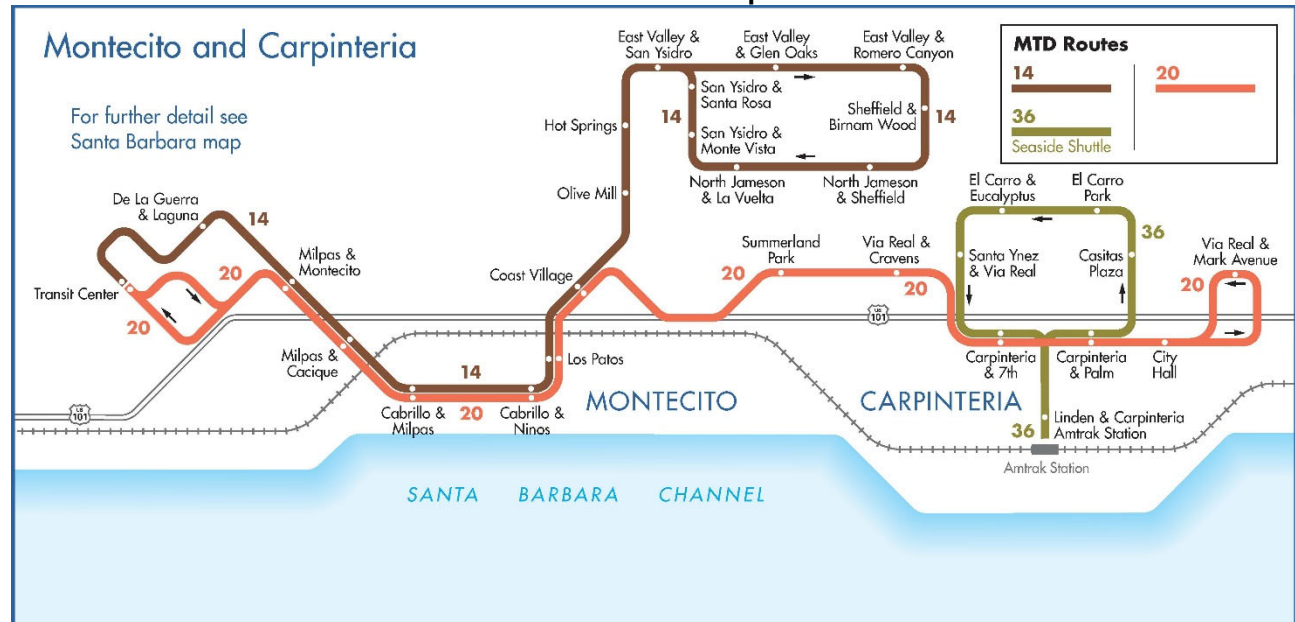 Montecito and Carpinteria
For further detail see
Santa Barbara map
MTD Routes
14
20
36
Seaside Shuttle
East Valley &
San Ysidro
East Valley
& Glen Oaks
East Valley &
Romero Canyon
San Ysidro &
Santa Rosa
14
San Ysidro &
Monte Vista
Sheffield &
Birnam Wood
14
Hot Springs
North Jameson
& La Vuelta
North Jameson
& Sheffield
Olive Mill
De La Guerra
& Laguna
14
El Carro &
Eucalyptus
El Carro
Park
36
Milpas &
Montecito
Coast Village
Summerland
Park
Via Real &
Cravens
Santa Ynez
& Via Real
Casitas
Plaza
Via Real &
Mark Avenue
Transit Center
20
20
20
20
20
US
101
Milpas &
Cacique
Los Patos
Carpinteria
& 7th
Carpinteria
& Palm
City
Hall
14
US
101
Cabrillo &
Milpas
20
Cabrillo &
Ninos
MONTECITO
CARPINTERIA
Linden & Carpinteria
Amtrak Station
36
Amtrak Station
SANTA BARBARA CHANNEL